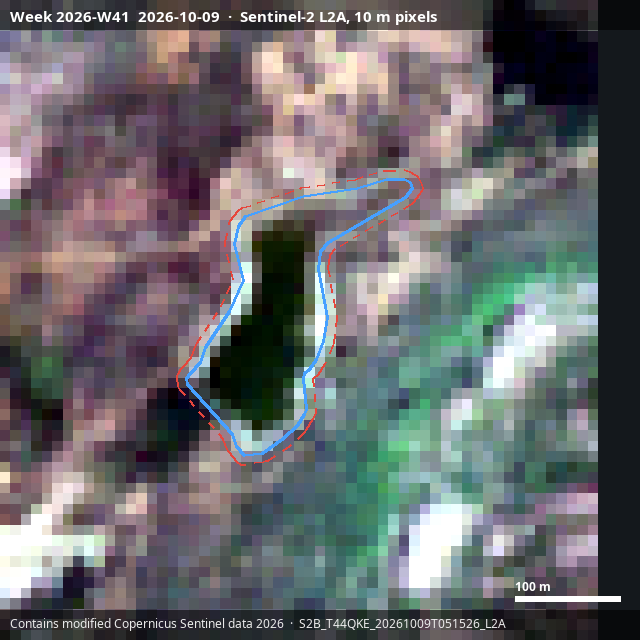 Week 2026-W41  2026-10-09  ·  Sentinel-2 L2A, 10 m pixels
100 m
Contains modified Copernicus Sentinel data 2026  ·  S2B_T44QKE_20261009T051526_L2A